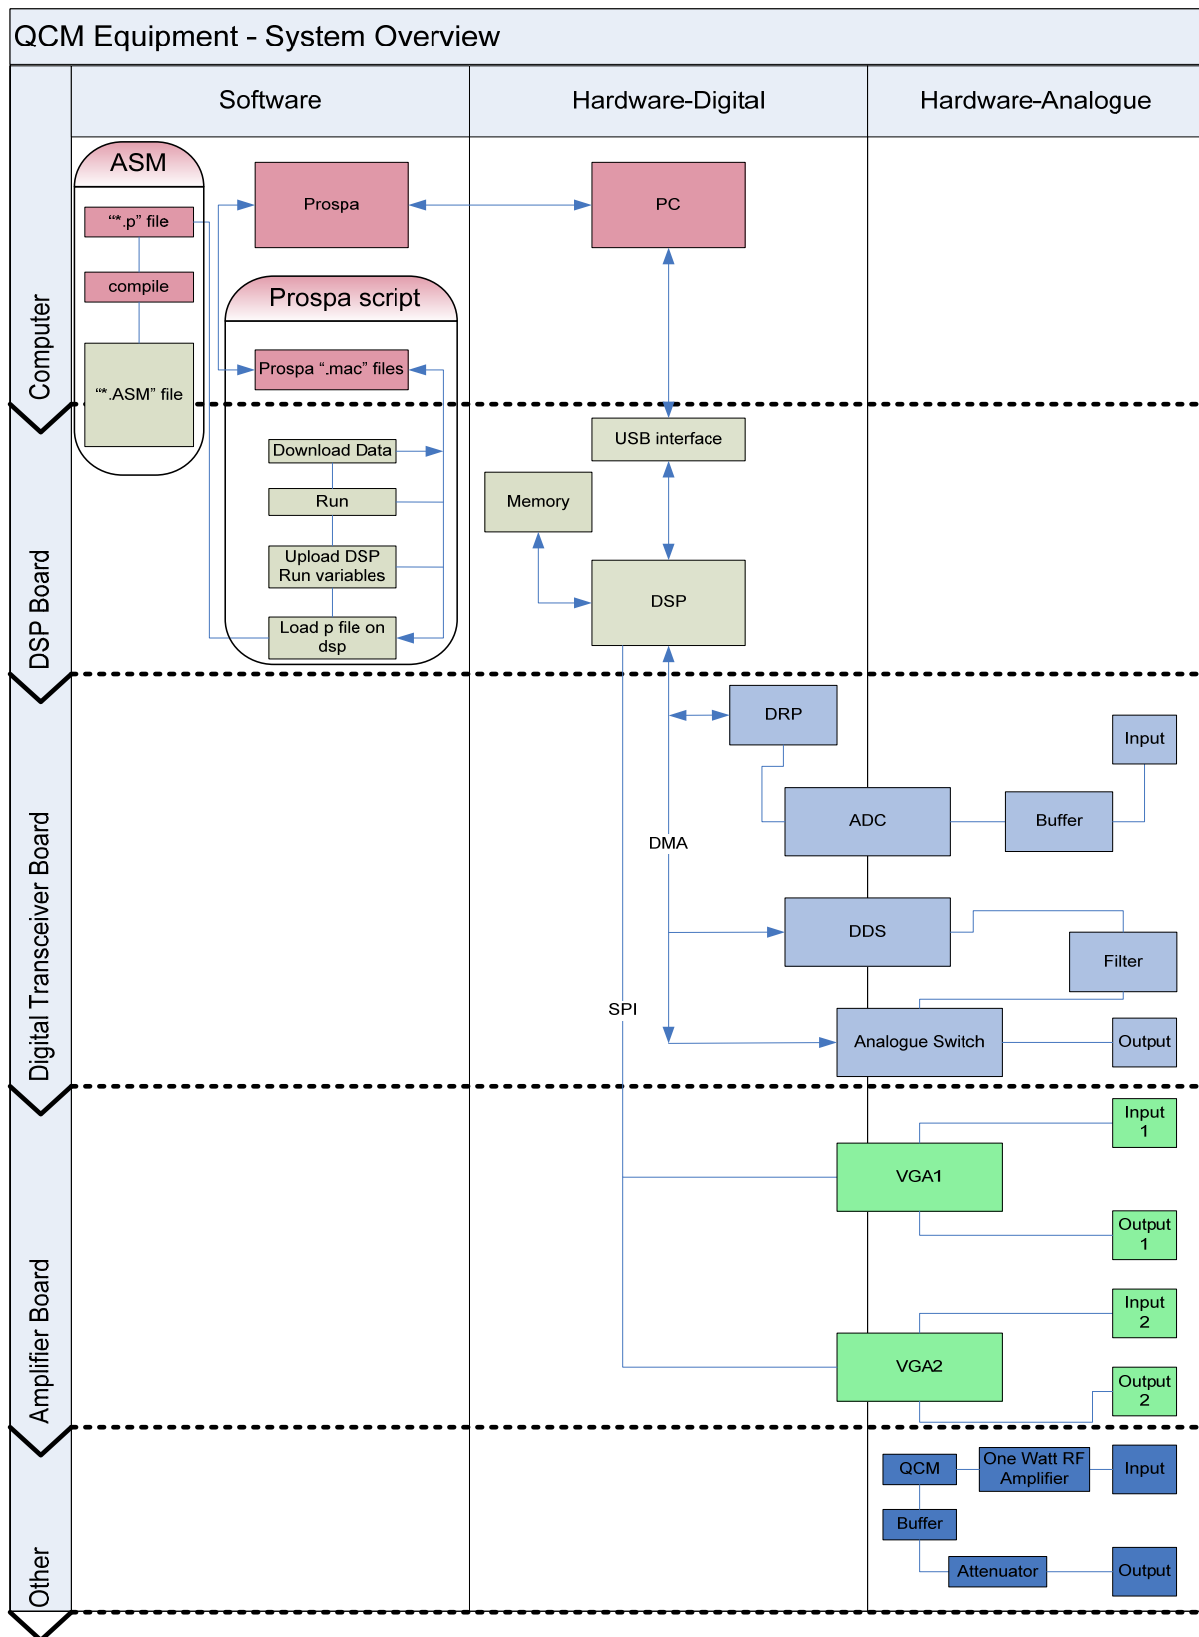 QCM Equipment - System Overview
Software
Hardware-Digital
Hardware-Analogue
Computer
ASM
"*.p" file
compile
"*.ASM" file
Prospa
PC
Prospa script
Prospa ".mac" files
DSP Board
Download Data
Run
Upload DSP
Run variables
Load p file on
dsp
USB interface
Memory
DSP
Digital Transceiver Board
DRP
Input
ADC
Buffer
DMA
DDS
Filter
SPI
Analogue Switch
Output
Amplifier Board
Input
1
VGA1
Output
1
Input
2
VGA2
Output
2
Other
QCM
One Watt RF
Amplifier
Input
Buffer
Attenuator
Output